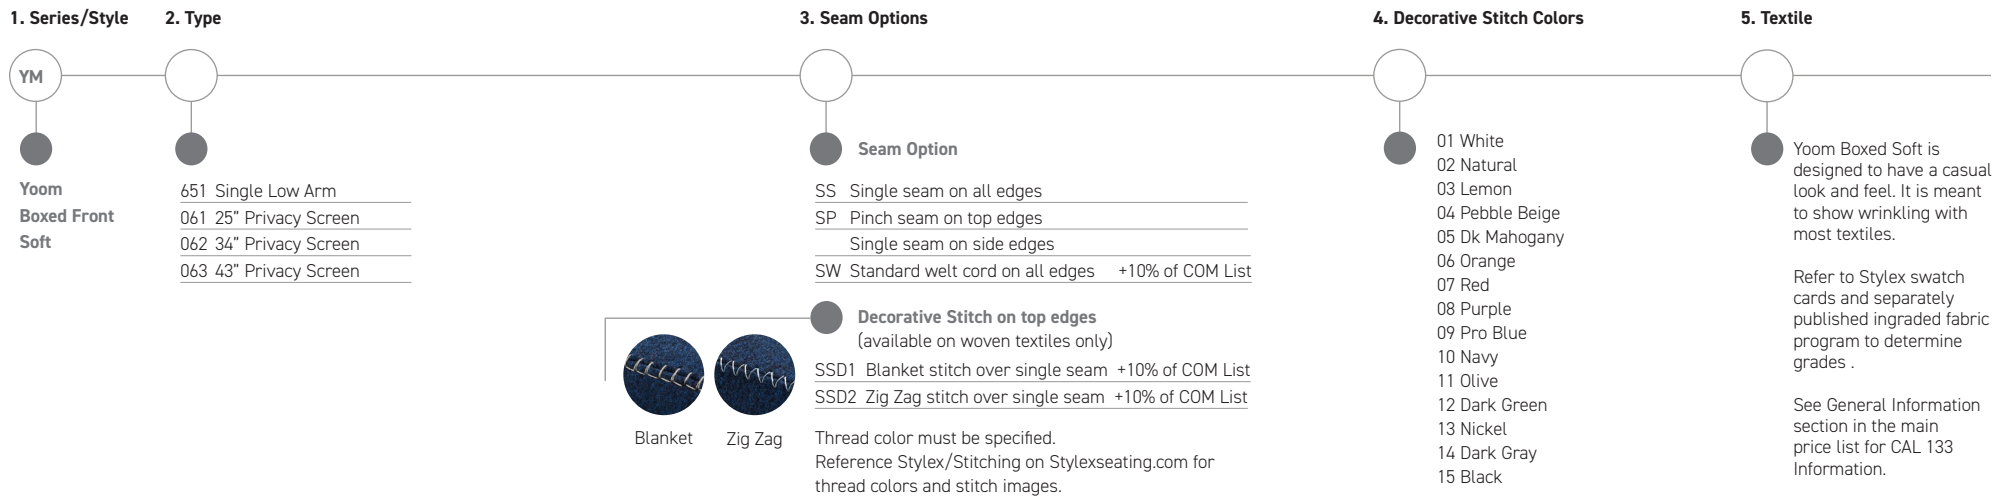 1. Series/Style
YM
Yoom
Boxed Front
Soft
2. Type
651 Single Low Arm
061 25" Privacy Screen
062 34" Privacy Screen
063 43" Privacy Screen
3. Seam Options
Seam Option
SS Single seam on all edges
SP Pinch seam on top edges
Single seam on side edges
SW Standard welt cord on all edges +10% of COM List
Decorative Stitch on top edges
(available on woven textiles only)
SSD1 Blanket stitch over single seam +10% of COM List
SSD2 Zig Zag stitch over single seam +10% of COM List
Blanket
Zig Zag
Thread color must be specified.
Reference Stylex/Stitching on Stylexseating.com for
thread colors and stitch images.
4. Decorative Stitch Colors
01 White
02 Natural
03 Lemon
04 Pebble Beige
05 Dk Mahogany
06 Orange
07 Red
08 Purple
09 Pro Blue
10 Navy
11 Olive
12 Dark Green
13 Nickel
14 Dark Gray
15 Black
5. Textile
Yoom Boxed Soft is
designed to have a casual
look and feel. It is meant
to show wrinkling with
most textiles.
Refer to Stylex swatch
cards and separately
published ingraded fabric
program to determine
grades .
See General Information
section in the main
price list for CAL 133
Information.